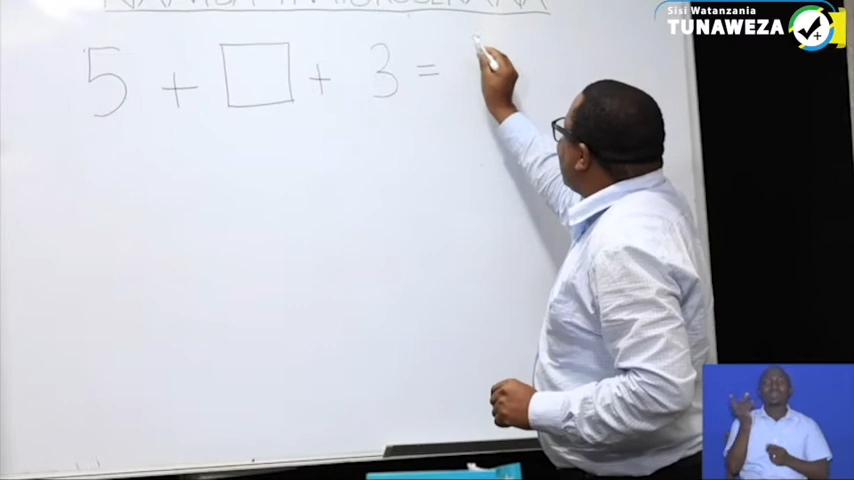 Sisi Watanzania
TUNAWEZA
5 + □ + 3 =